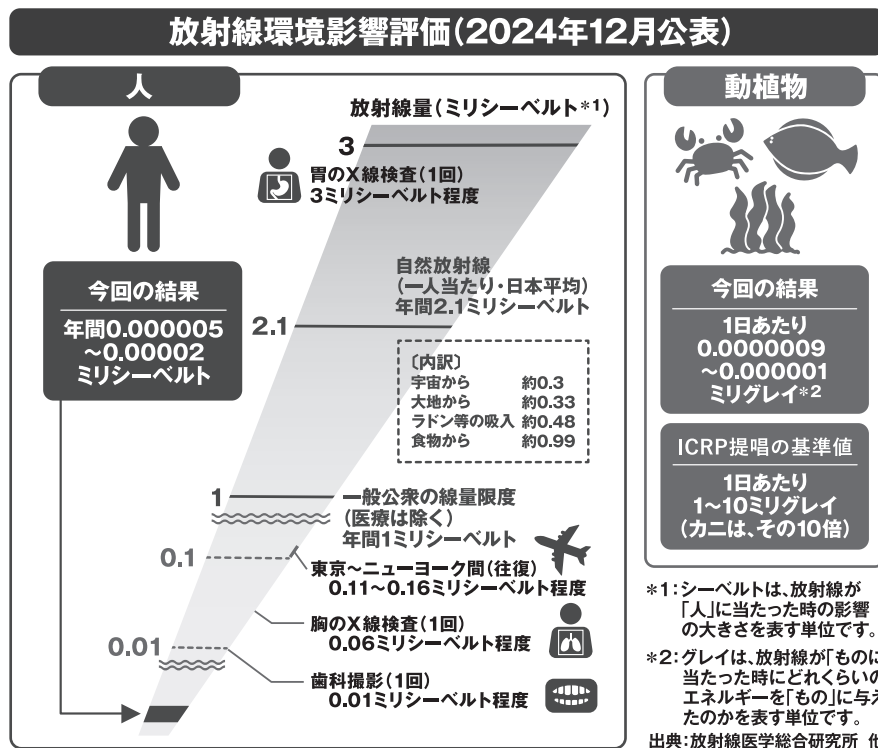 放射線環境影響評価(2024年12月公表)
人
放射線量(ミリシーベルト*1)
3
胃のX線検査(1回)
3ミリシーベルト程度
今回の結果
年間0.000005
～0.00002
ミリシーベルト
自然放射線
(一人当たり・日本平均)
年間2.1ミリシーベルト
2.1
〔内訳〕
宇宙から 約0.3
大地から 約0.33
ラドン等の吸入 約0.48
食物から 約0.99
1
一般公衆の線量限度
(医療は除く)
年間1ミリシーベルト
0.1
東京～ニューヨーク間(往復)
0.11～0.16ミリシーベルト程度
胸のX線検査(1回)
0.06ミリシーベルト程度
0.01
歯科撮影(1回)
0.01ミリシーベルト程度
動植物
今回の結果
1日あたり
0.0000009
～0.000001
ミリグレイ*2
ICRP提唱の基準値
1日あたり
1～10ミリグレイ
(カニは、その10倍)
*1:シーベルトは、放射線が
「人」に当たった時の影響
の大きさを表す単位です。
*2:グレイは、放射線が「ものに
当たった時にどれくらいの
エネルギーを「もの」に与え
たのかを表す単位です。
出典:放射線医学総合研究所 他